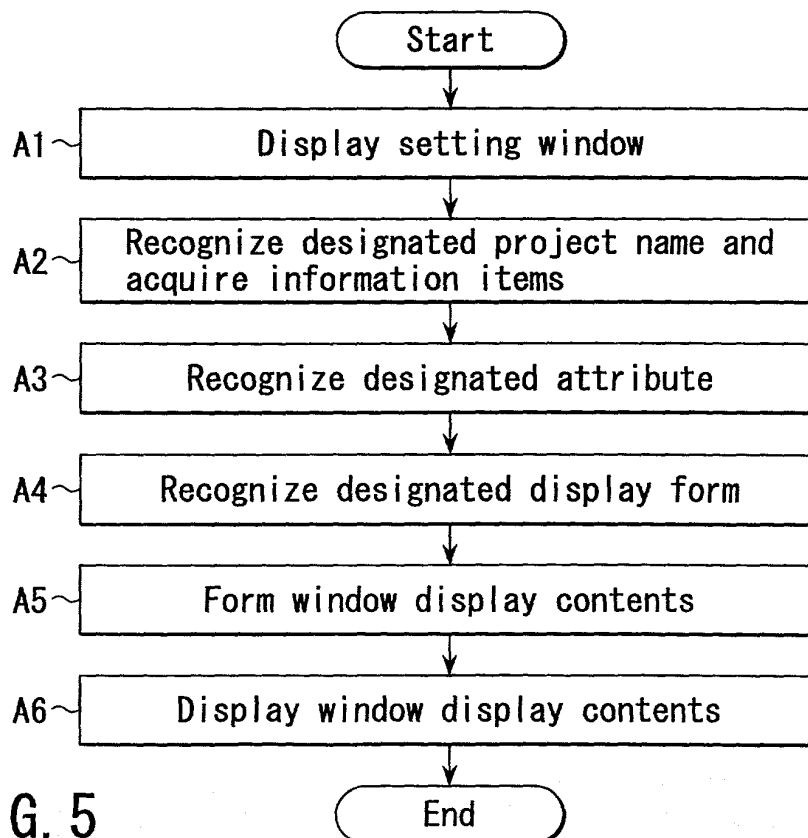 Start
A1 Display setting window
A2 Recognize designated project name and
acquire information items
A3 Recognize designated attribute
A4 Recognize designated display form
A5 Form window display contents
A6 Display window display contents
End
G. 5